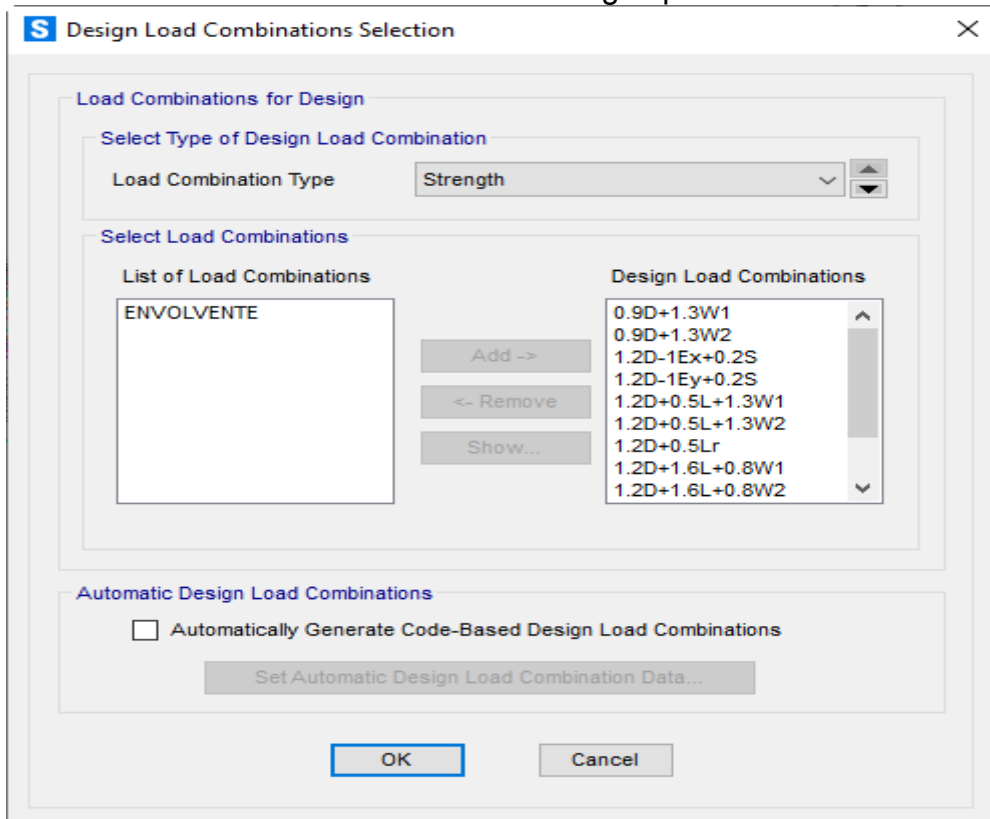 S Design Load Combinations Selection
Load Combinations for Design
Select Type of Design Load Combination
Load Combination Type Strength
Select Load Combinations
List of Load Combinations
ENVOLVENTE
Add ->
<- Remove
Show...
Design Load Combinations
0.9D+1.3W1
0.9D+1.3W2
1.2D-1Ex+0.2S
1.2D-1Ey+0.2S
1.2D+0.5L+1.3W1
1.2D+0.5L+1.3W2
1.2D+0.5Lr
1.2D+1.6L+0.8W1
1.2D+1.6L+0.8W2
Automatic Design Load Combinations
Automatically Generate Code-Based Design Load Combinations
Set Automatic Design Load Combination Data...
OK Cancel